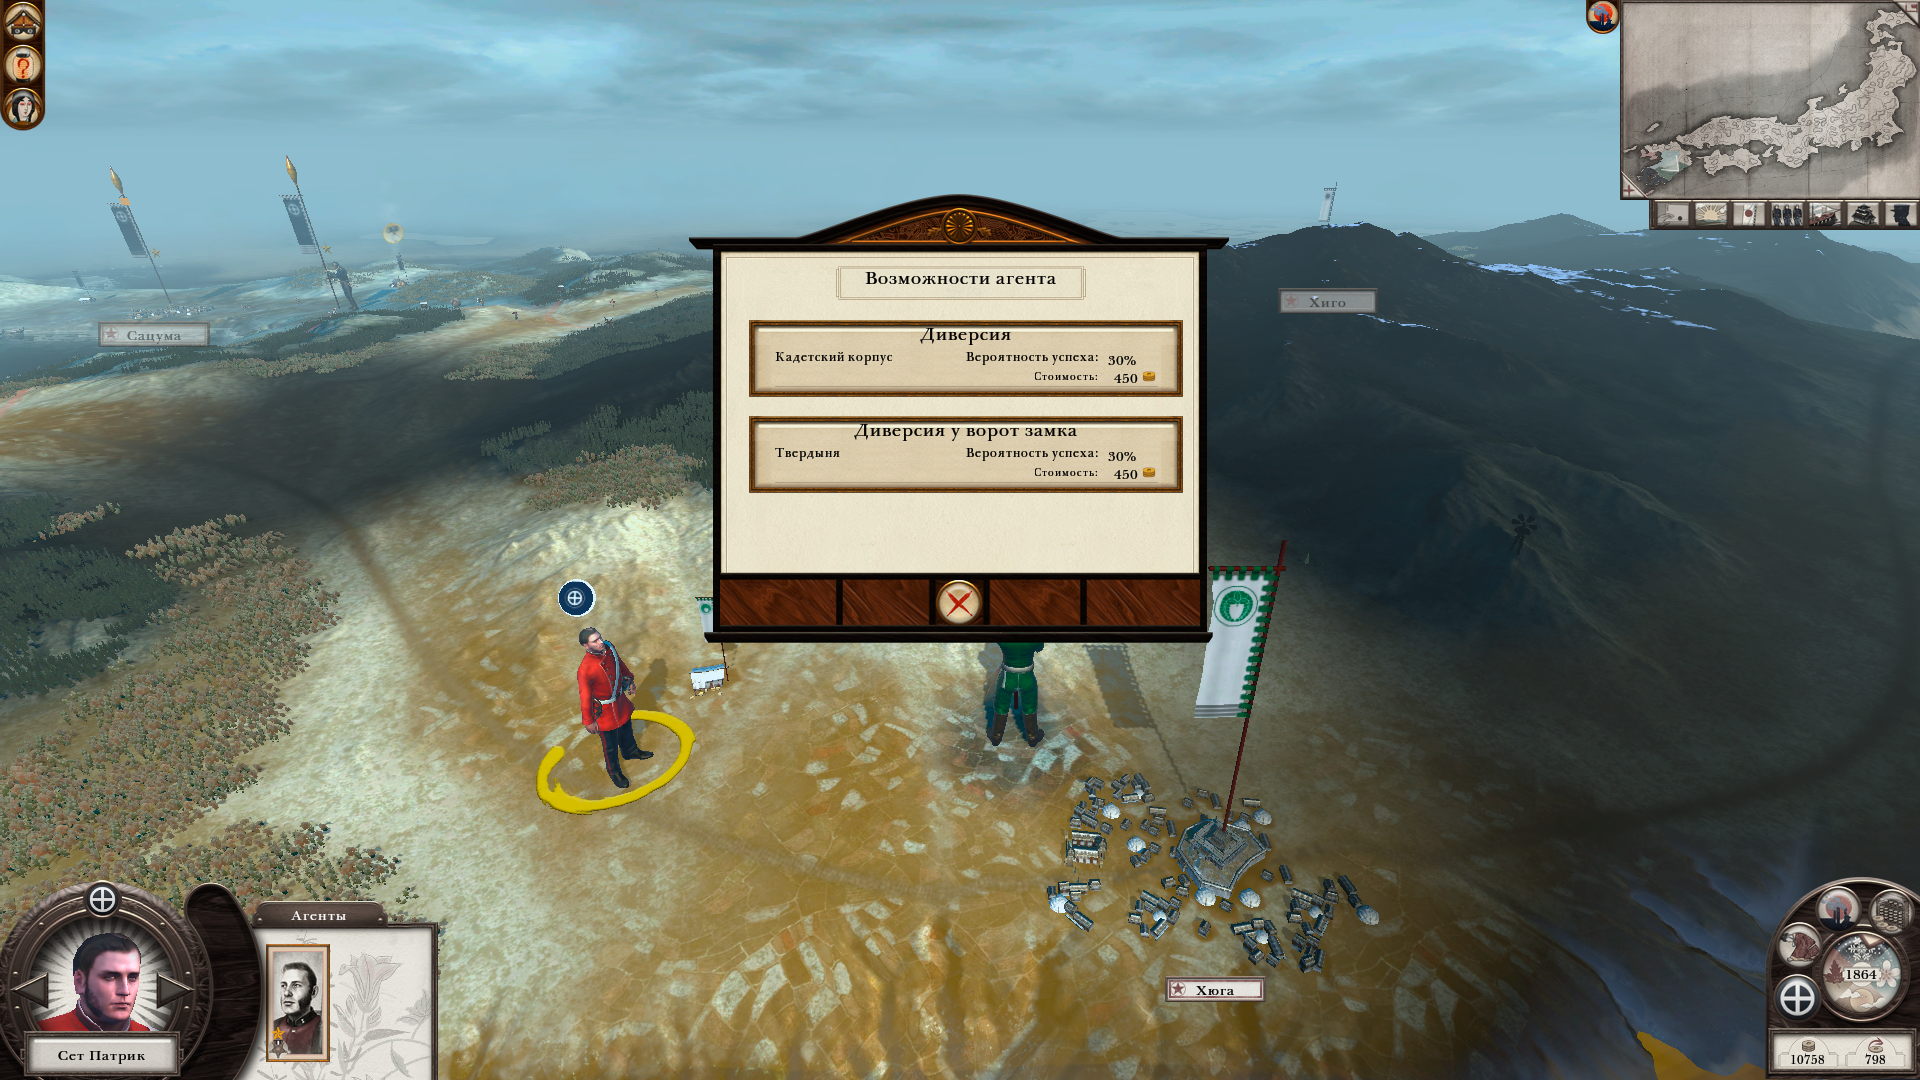 Возможности агента
Диверсия
Кадетский корпус
Вероятность успеха: 30%
Стоимость: 450
Диверсия у ворот замка
Твердыня
Вероятность успеха: 30%
Стоимость: 450
Сацума
Хиго
Хюга
Агенты
Сет Патрик
1864
10758
798